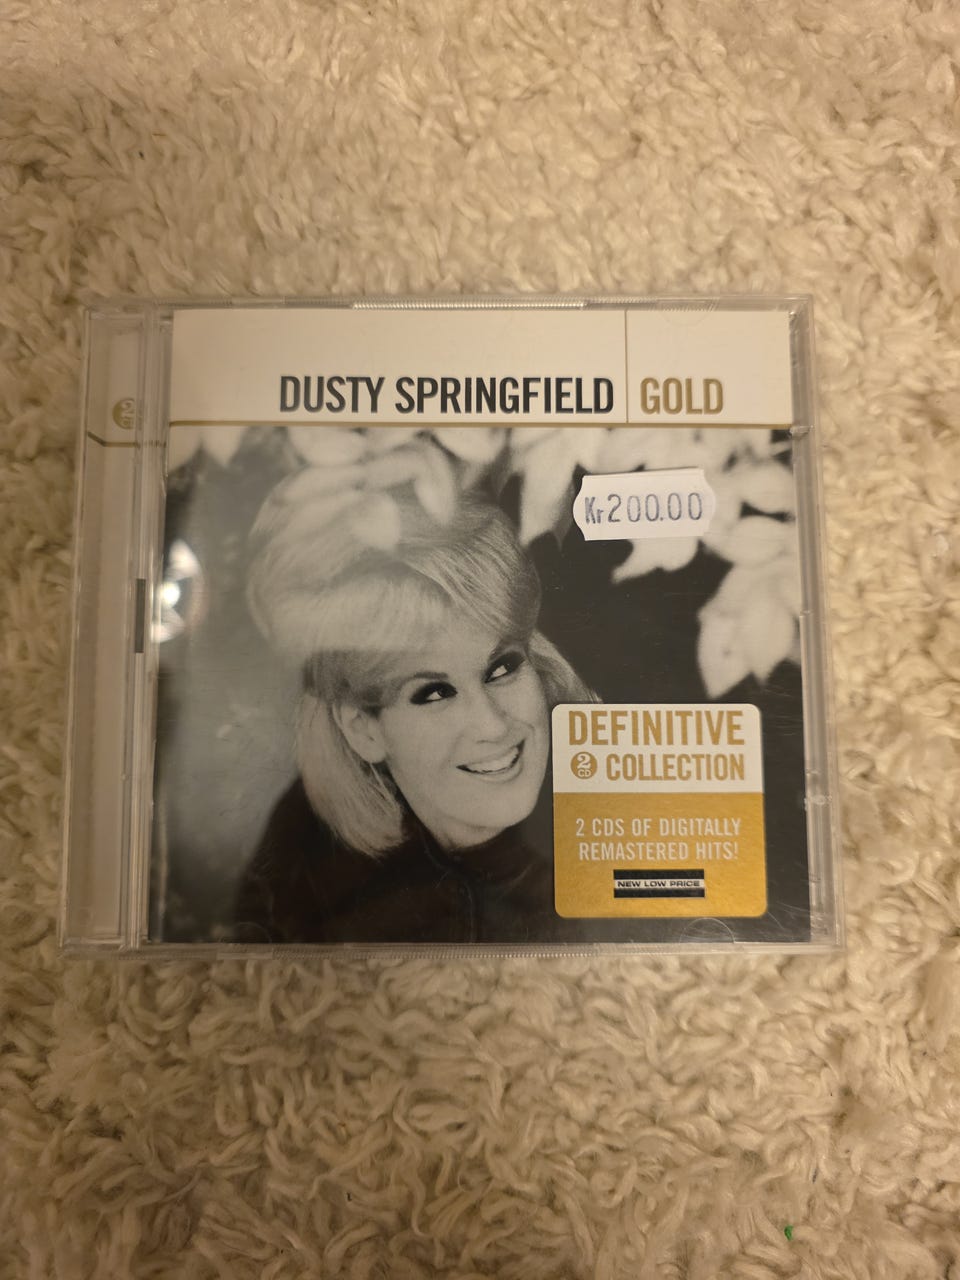 DUSTY SPRINGFIELD GOLD
Kr200.00
DEFINITIVE
2 CD COLLECTION
2 CDS OF DIGITALLY
REMASTERED HITS!
NEW LOW PRICE